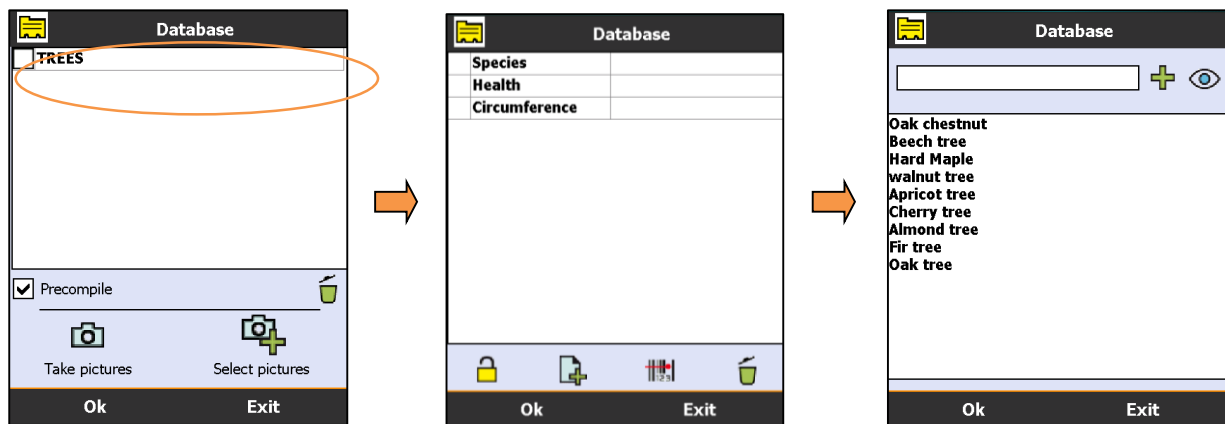 Database
TREES
Precompile
Take pictures
Select pictures
Ok
Exit
Database
Species
Health
Circumference
123
Ok
Exit
Database
Oak chestnut
Beech tree
Hard Maple
walnut tree
Apricot tree
Cherry tree
Almond tree
Fir tree
Oak tree
Ok
Exit